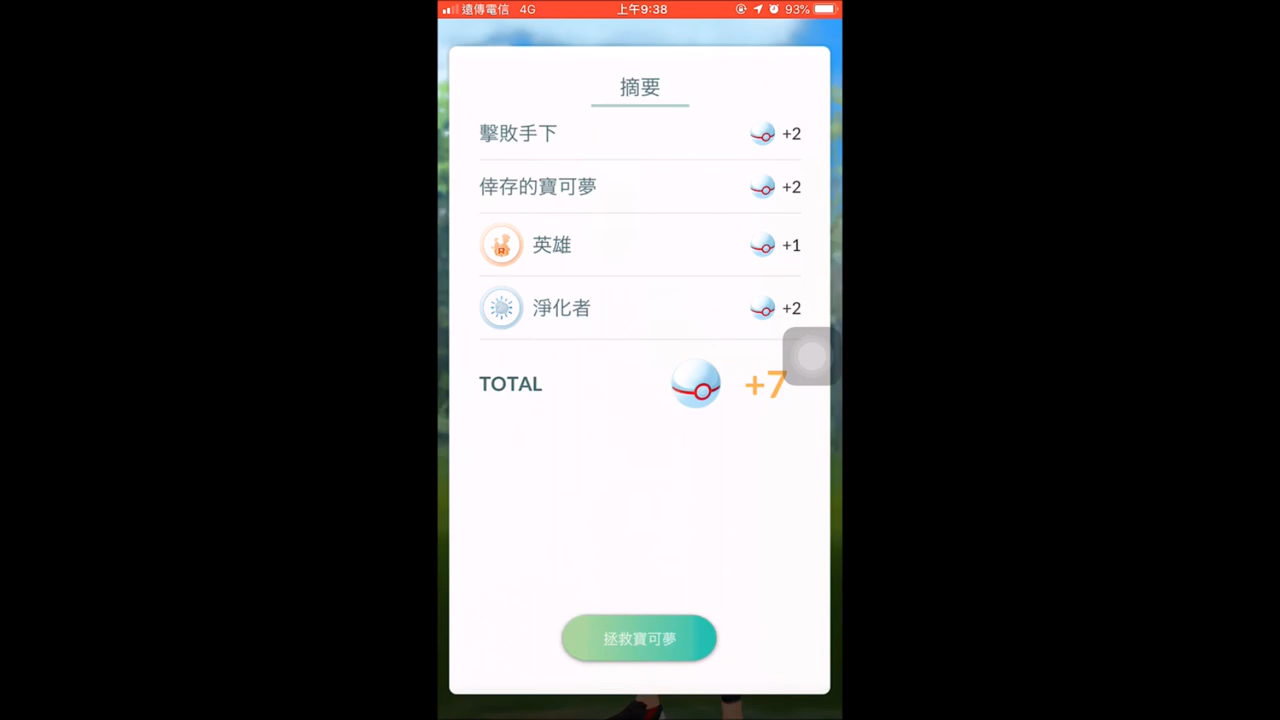 遠傳電信 4G 上午9:38 93%
摘要
擊敗手下 +2
倖存的寶可夢 +2
R 英雄 +1
淨化者 +2
TOTAL +7
拯救寶可夢